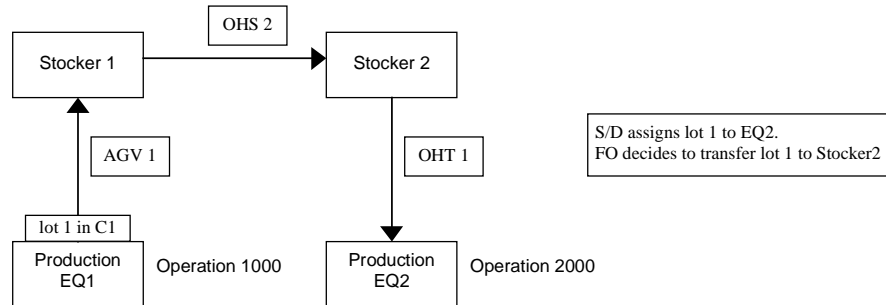 OHS 2
Stocker 1
Stocker 2
AGV 1
OHT 1
S/D assigns lot 1 to EQ2.
FO decides to transfer lot 1 to Stocker2
lot 1 in C1
Production
EQ1
Operation 1000
Production
EQ2
Operation 2000